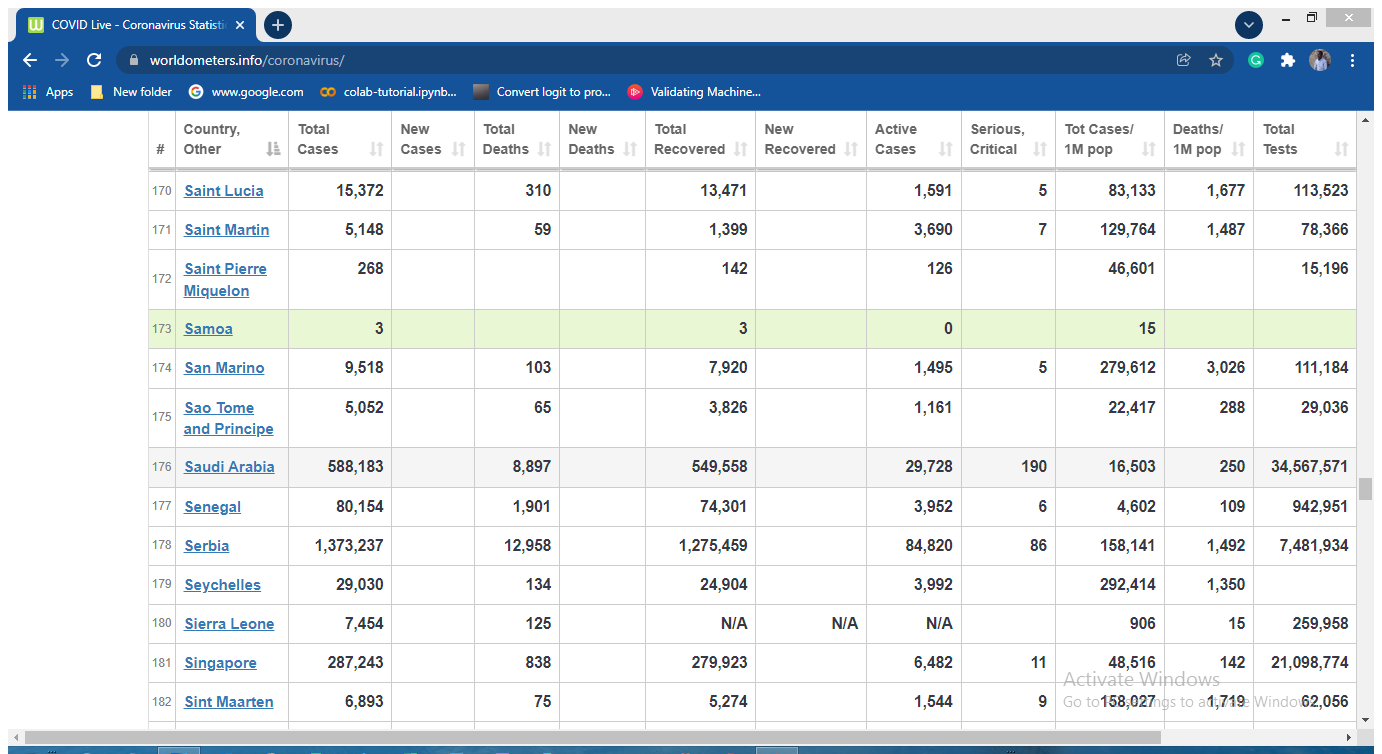 COVID Live - Coronavirus Statisti
worldometers.info/coronavirus/
Apps New folder www.google.com colab-tutorial.ipynb... Convert logit to pro... Validating Machine...
# Country, Other Total Cases New Cases Total Deaths New Deaths Total Recovered New Recovered Active Cases Serious, Critical Tot Cases/ 1M pop Deaths/ 1M pop Total Tests
170 Saint Lucia 15,372 310 13,471 1,591 5 83,133 1,677 113,523
171 Saint Martin 5,148 59 1,399 3,690 7 129,764 1,487 78,366
172 Saint Pierre Miquelon 268 142 126 46,601 15,196
173 Samoa 3 3 0 15
174 San Marino 9,518 103 7,920 1,495 5 279,612 3,026 111,184
175 Sao Tome and Principe 5,052 65 3,826 1,161 22,417 288 29,036
176 Saudi Arabia 588,183 8,897 549,558 29,728 190 16,503 250 34,567,571
177 Senegal 80,154 1,901 74,301 3,952 6 4,602 109 942,951
178 Serbia 1,373,237 12,958 1,275,459 84,820 86 158,141 1,492 7,481,934
179 Seychelles 29,030 134 24,904 3,992 292,414 1,350
180 Sierra Leone 7,454 125 N/A N/A N/A 906 15 259,958
181 Singapore 287,243 838 279,923 6,482 11 48,516 142 21,098,774
Activate Windows
182 Sint Maarten 6,893 75 5,274 1,544 9 158,027 1,719 62,056
Go to PC settings to activate Windows.